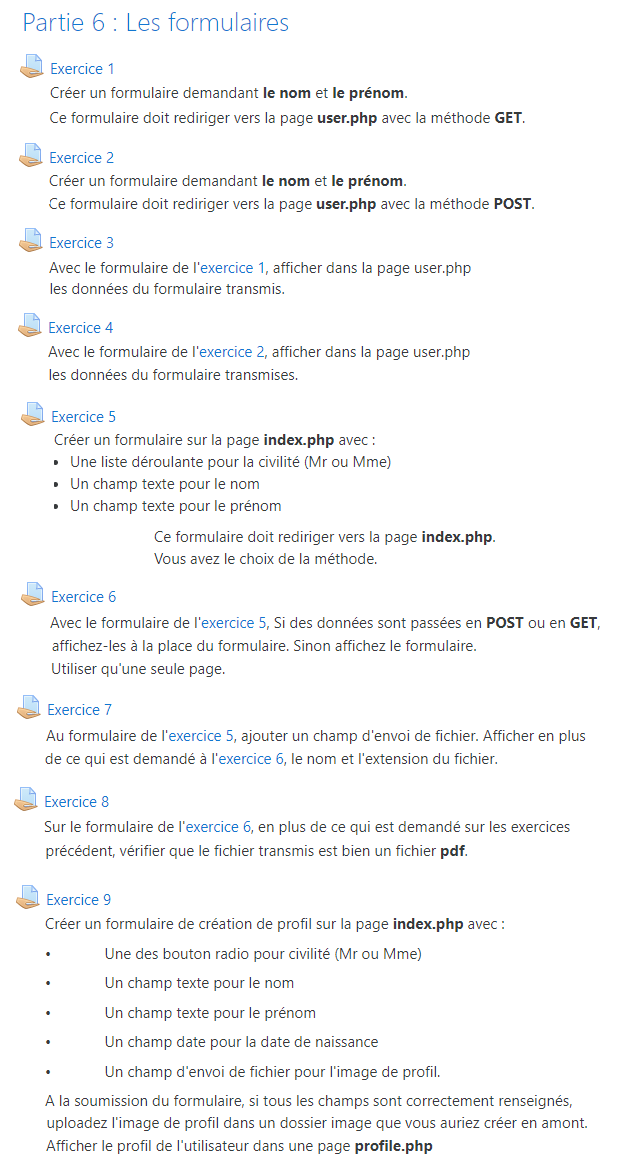 Partie 6 : Les formulaires
Exercice 1
Créer un formulaire demandant le nom et le prénom.
Ce formulaire doit rediriger vers la page user.php avec la méthode GET.
Exercice 2
Créer un formulaire demandant le nom et le prénom.
Ce formulaire doit rediriger vers la page user.php avec la méthode POST.
Exercice 3
Avec le formulaire de l'exercice 1, afficher dans la page user.php
les données du formulaire transmis.
Exercice 4
Avec le formulaire de l'exercice 2, afficher dans la page user.php
les données du formulaire transmises.
Exercice 5
Créer un formulaire sur la page index.php avec :
• Une liste déroulante pour la civilité (Mr ou Mme)
• Un champ texte pour le nom
• Un champ texte pour le prénom
Ce formulaire doit rediriger vers la page index.php.
Vous avez le choix de la méthode.
Exercice 6
Avec le formulaire de l'exercice 5, Si des données sont passées en POST ou en GET,
affichez-les à la place du formulaire. Sinon affichez le formulaire.
Utiliser qu'une seule page.
Exercice 7
Au formulaire de l'exercice 5, ajouter un champ d'envoi de fichier. Afficher en plus
de ce qui est demandé à l'exercice 6, le nom et l'extension du fichier.
Exercice 8
Sur le formulaire de l'exercice 6, en plus de ce qui est demandé sur les exercices
précédent, vérifier que le fichier transmis est bien un fichier pdf.
Exercice 9
Créer un formulaire de création de profil sur la page index.php avec :
• Une des bouton radio pour civilité (Mr ou Mme)
• Un champ texte pour le nom
• Un champ texte pour le prénom
• Un champ date pour la date de naissance
• Un champ d'envoi de fichier pour l'image de profil.
A la soumission du formulaire, si tous les champs sont correctement renseignés,
uploadez l'image de profil dans un dossier image que vous auriez créer en amont.
Afficher le profil de l'utilisateur dans une page profile.php